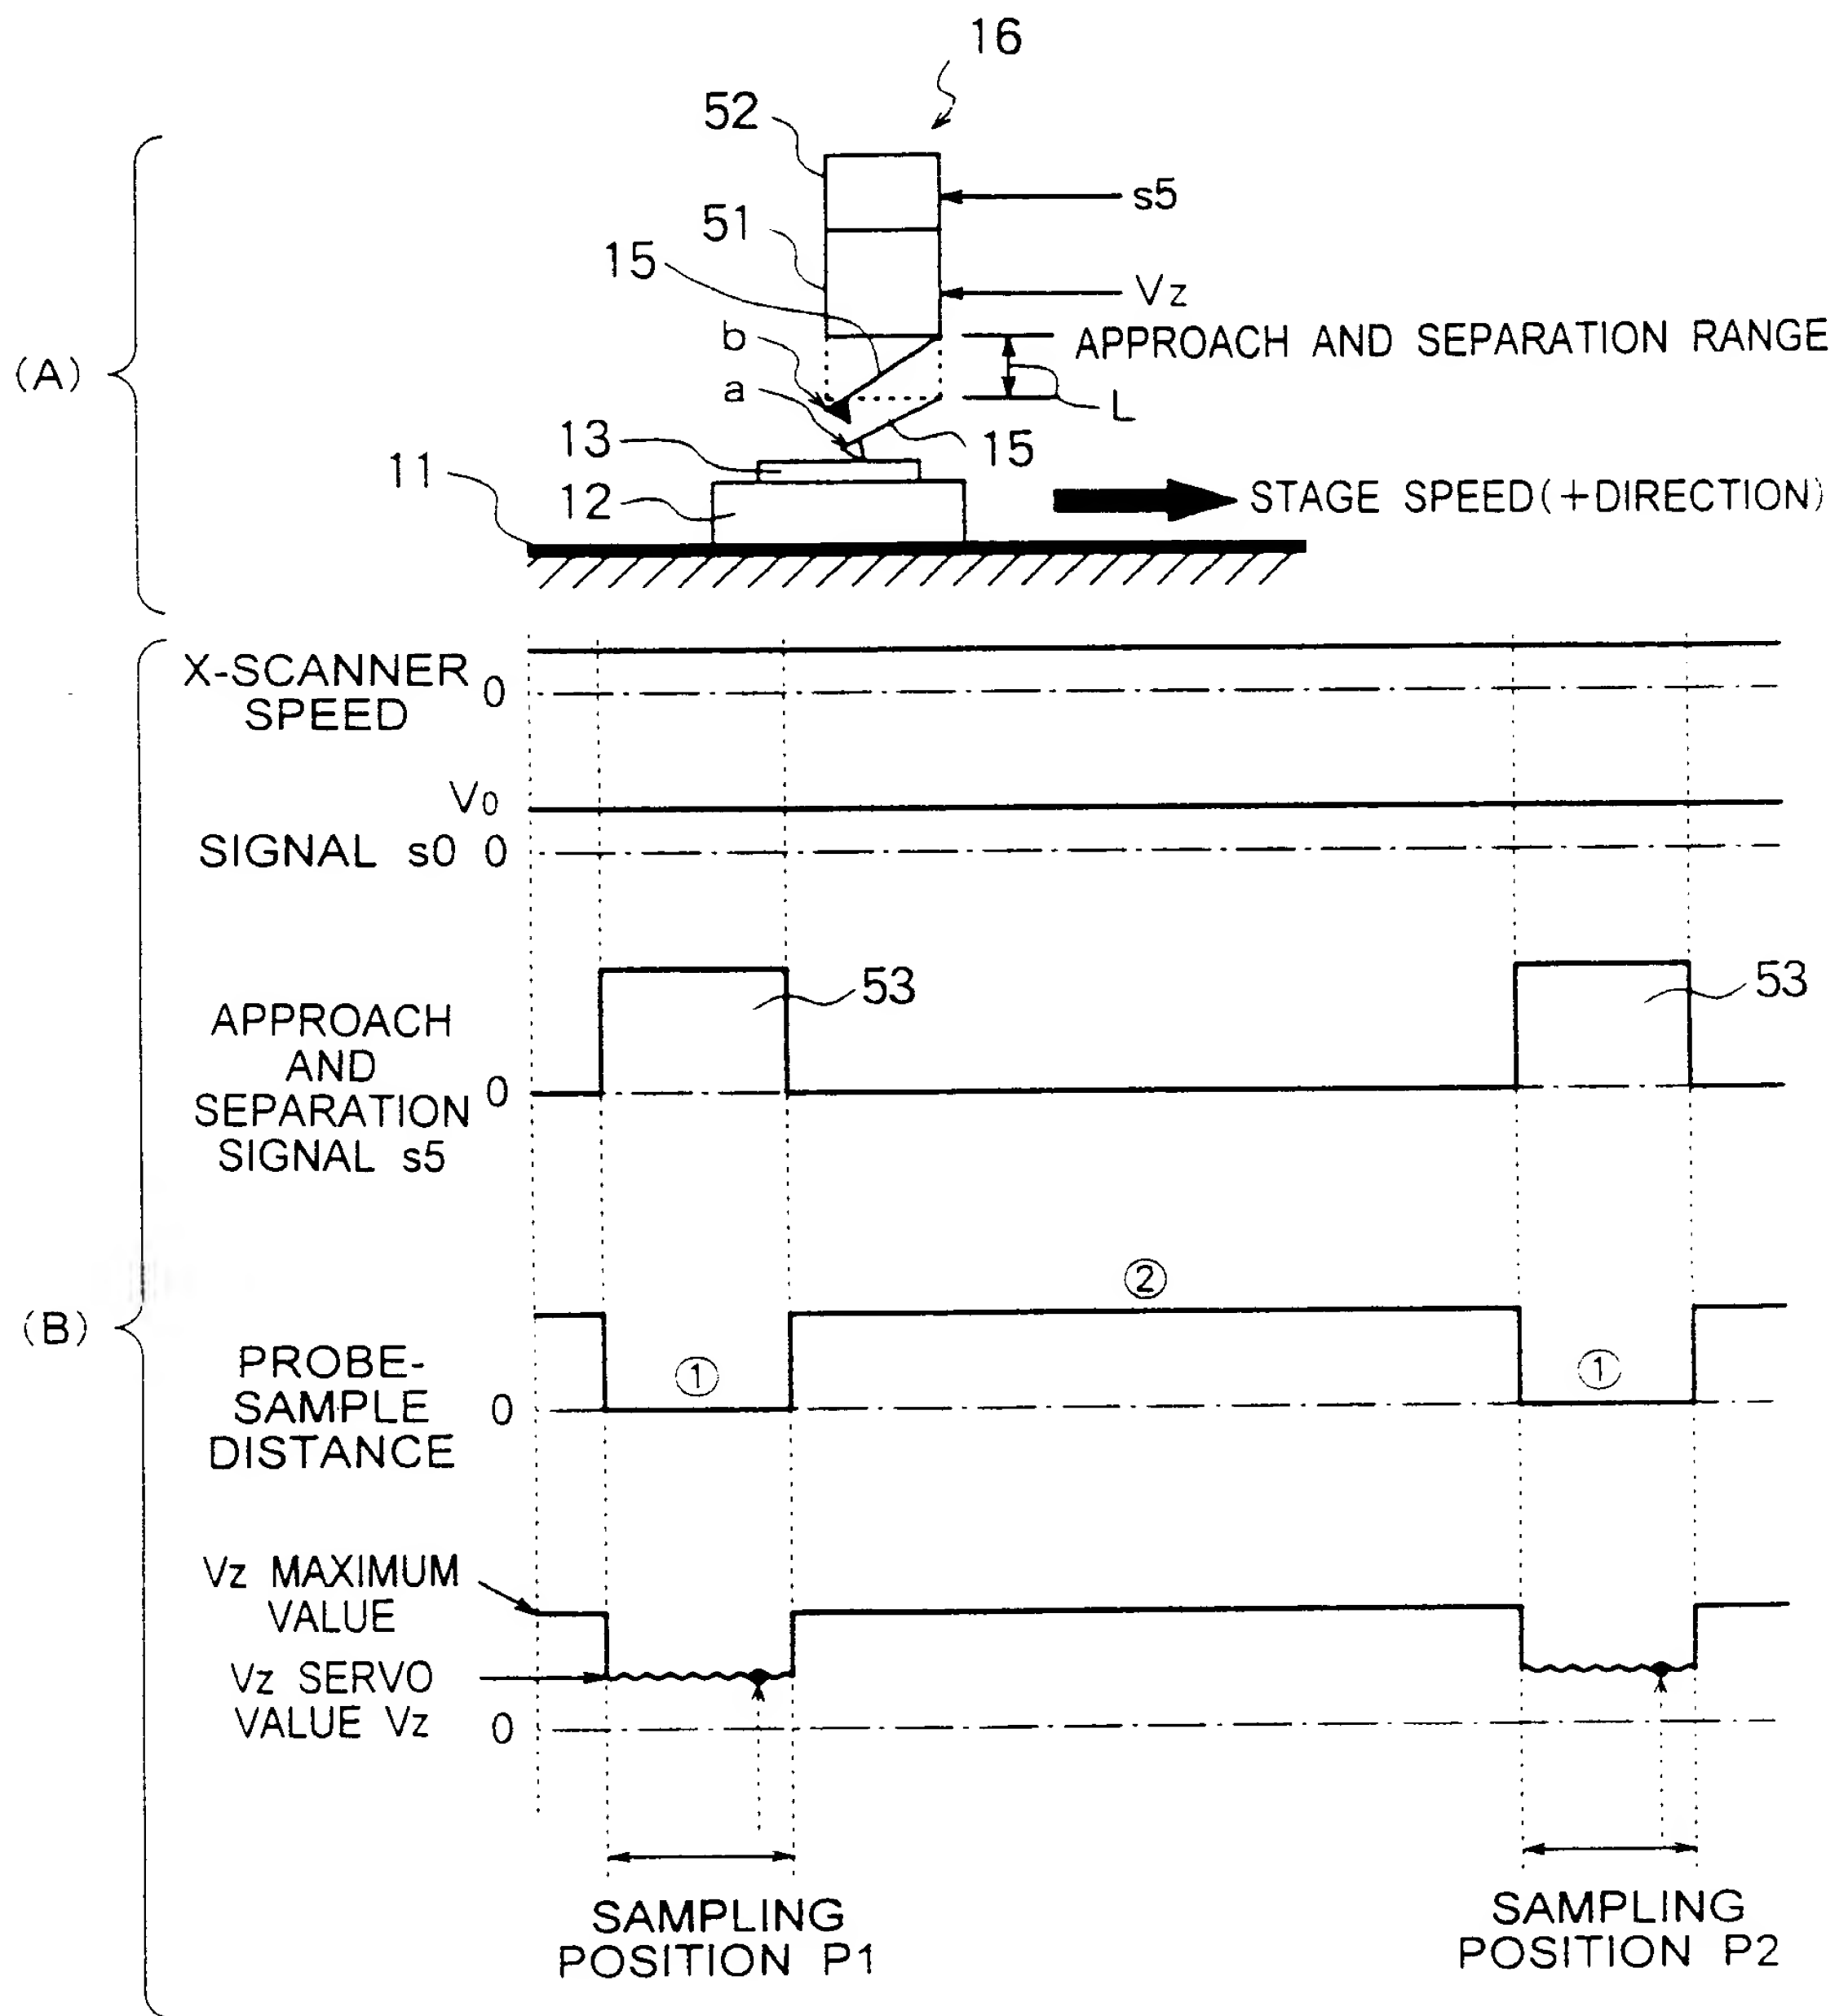 16
52
s5
51
15
Vz
APPROACH AND SEPARATION RANGE
b
(A)
a
L
13
15
11
12
STAGE SPEED(+DIRECTION)
X-SCANNER
SPEED
0
V0
SIGNAL s0 0
53
53
APPROACH
AND
SEPARATION
SIGNAL s5
0
②
(B)
PROBE-
SAMPLE
DISTANCE
0
①
①
Vz MAXIMUM
VALUE
Vz SERVO
VALUE Vz
0
SAMPLING
POSITION P1
SAMPLING
POSITION P2